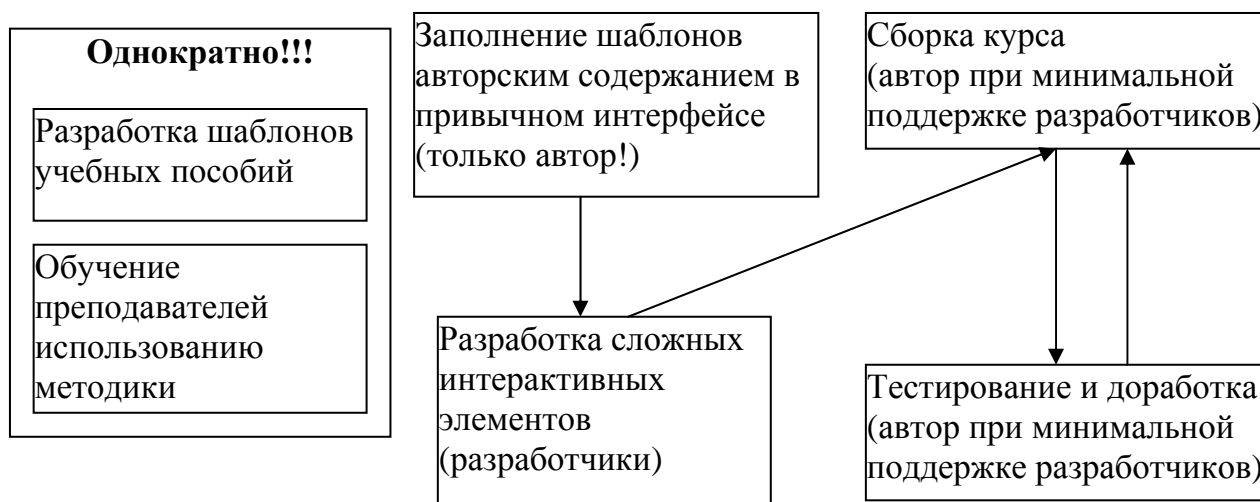 Однократно!!!
Разработка шаблонов
учебных пособий
Обучение
преподавателей
использованию
методики
Заполнение шаблонов
авторским содержанием в
привычном интерфейсе
(только автор!)
Разработка сложных
интерактивных
элементов
(разработчики)
Сборка курса
(автор при минимальной
поддержке разработчиков)
Тестирование и доработка
(автор при минимальной
поддержке разработчиков)